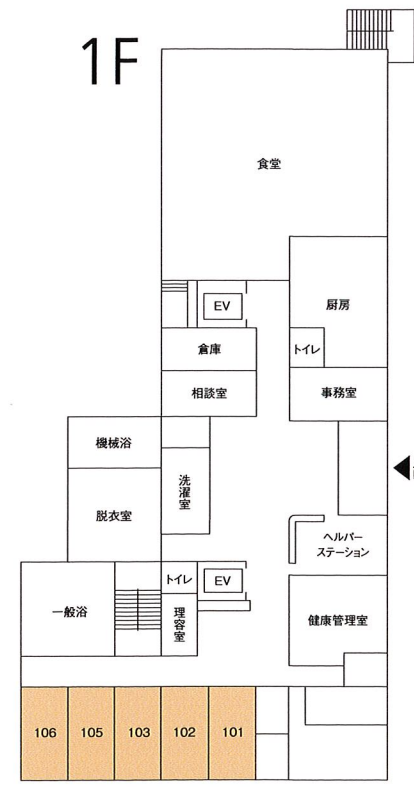 1F
食堂
EV
厨房
倉庫
トイレ
相談室
事務室
機械浴
洗濯室
脱衣室
ヘルパー
ステーション
トイレ
EV
一般浴
理容室
健康管理室
106
105
103
102
101